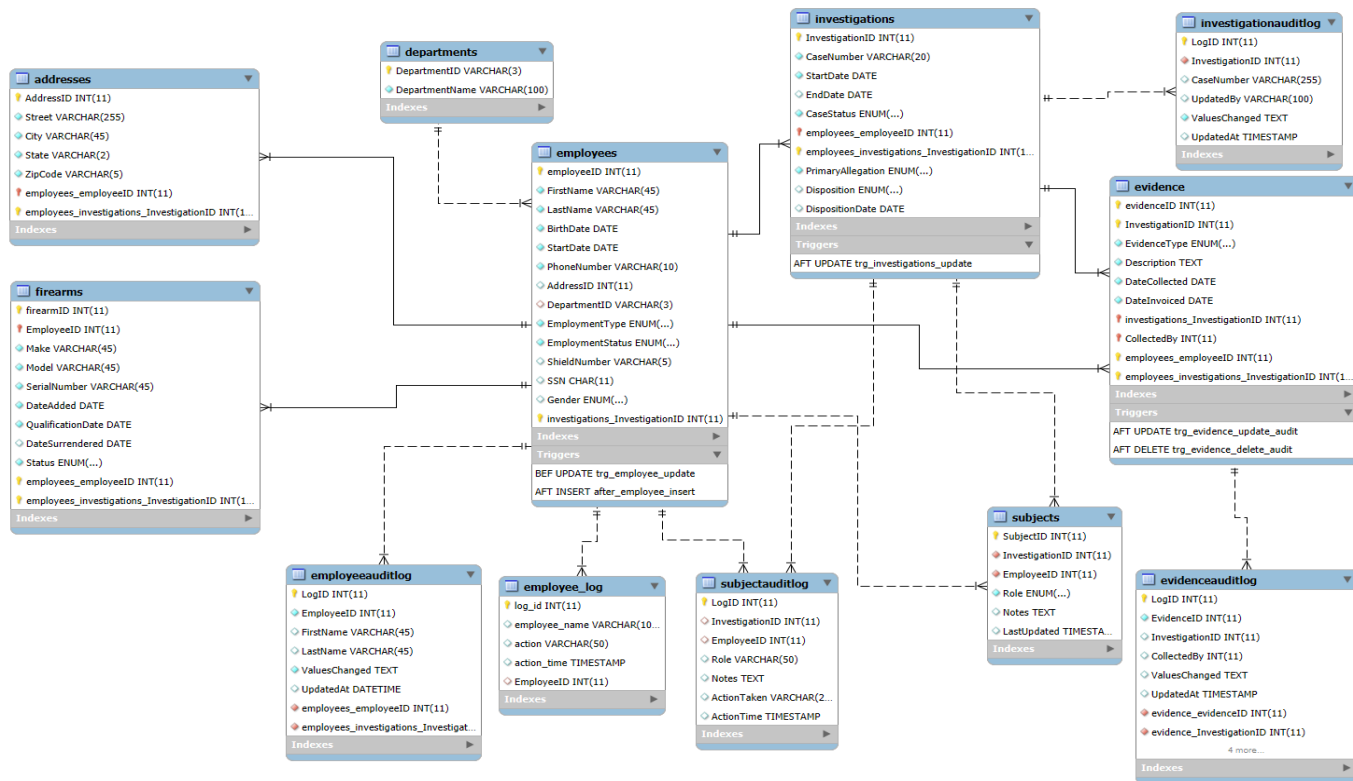 addresses
AddressID INT(11)
Street VARCHAR(255)
City VARCHAR(45)
State VARCHAR(2)
ZipCode VARCHAR(5)
employees_employeeID INT(11)
employees_investigations_InvestigationID INT(1...
Indexes
firearms
firearmID INT(11)
EmployeeID INT(11)
Make VARCHAR(45)
Model VARCHAR(45)
SerialNumber VARCHAR(45)
DateAdded DATE
QualificationDate DATE
DateSurrendered DATE
Status ENUM(...)
employees_employeeID INT(11)
employees_investigations_InvestigationID INT(1...
Indexes
departments
DepartmentID VARCHAR(3)
DepartmentName VARCHAR(100)
Indexes
employees
employeeID INT(11)
FirstName VARCHAR(45)
LastName VARCHAR(45)
BirthDate DATE
StartDate DATE
PhoneNumber VARCHAR(10)
AddressID INT(11)
DepartmentID VARCHAR(3)
EmploymentType ENUM(...)
EmploymentStatus ENUM(...)
ShieldNumber VARCHAR(5)
SSN CHAR(11)
Gender ENUM(...)
investigations_InvestigationID INT(11)
Indexes
Triggers
BEF UPDATE trg_employee_update
AFT INSERT after_employee_insert
investigations
InvestigationID INT(11)
CaseNumber VARCHAR(20)
StartDate DATE
EndDate DATE
CaseStatus ENUM(...)
employees_employeeID INT(11)
employees_investigations_InvestigationID INT(1...
PrimaryAllegation ENUM(...)
Disposition ENUM(...)
DispositionDate DATE
Indexes
Triggers
AFT UPDATE trg_investigations_update
investigationauditlog
LogID INT(11)
InvestigationID INT(11)
CaseNumber VARCHAR(255)
UpdatedBy VARCHAR(100)
ValuesChanged TEXT
UpdatedAt TIMESTAMP
Indexes
evidence
evidenceID INT(11)
InvestigationID INT(11)
EvidenceType ENUM(...)
Description TEXT
DateCollected DATE
DateInvoiced DATE
investigations_InvestigationID INT(11)
CollectedBy INT(11)
employees_employeeID INT(11)
employees_investigations_InvestigationID INT(1...
Indexes
Triggers
AFT UPDATE trg_evidence_update_audit
AFT DELETE trg_evidence_delete_audit
employeeauditlog
LogID INT(11)
EmployeeID INT(11)
FirstName VARCHAR(45)
LastName VARCHAR(45)
ValuesChanged TEXT
UpdatedAt DATETIME
employees_employeeID INT(11)
employees_investigations_Investigat...
Indexes
employee_log
log_id INT(11)
employee_name VARCHAR(10...
action VARCHAR(50)
action_time TIMESTAMP
EmployeeID INT(11)
Indexes
subjectauditlog
LogID INT(11)
InvestigationID INT(11)
EmployeeID INT(11)
Role VARCHAR(50)
Notes TEXT
ActionTaken VARCHAR(2...
ActionTime TIMESTAMP
Indexes
subjects
SubjectID INT(11)
InvestigationID INT(11)
EmployeeID INT(11)
Role ENUM(...)
Notes TEXT
LastUpdated TIMESTA...
Indexes
evidenceauditlog
LogID INT(11)
EvidenceID INT(11)
InvestigationID INT(11)
CollectedBy INT(11)
ValuesChanged TEXT
UpdatedAt TIMESTAMP
evidence_evidenceID INT(11)
evidence_InvestigationID INT(11)
4 more...
Indexes